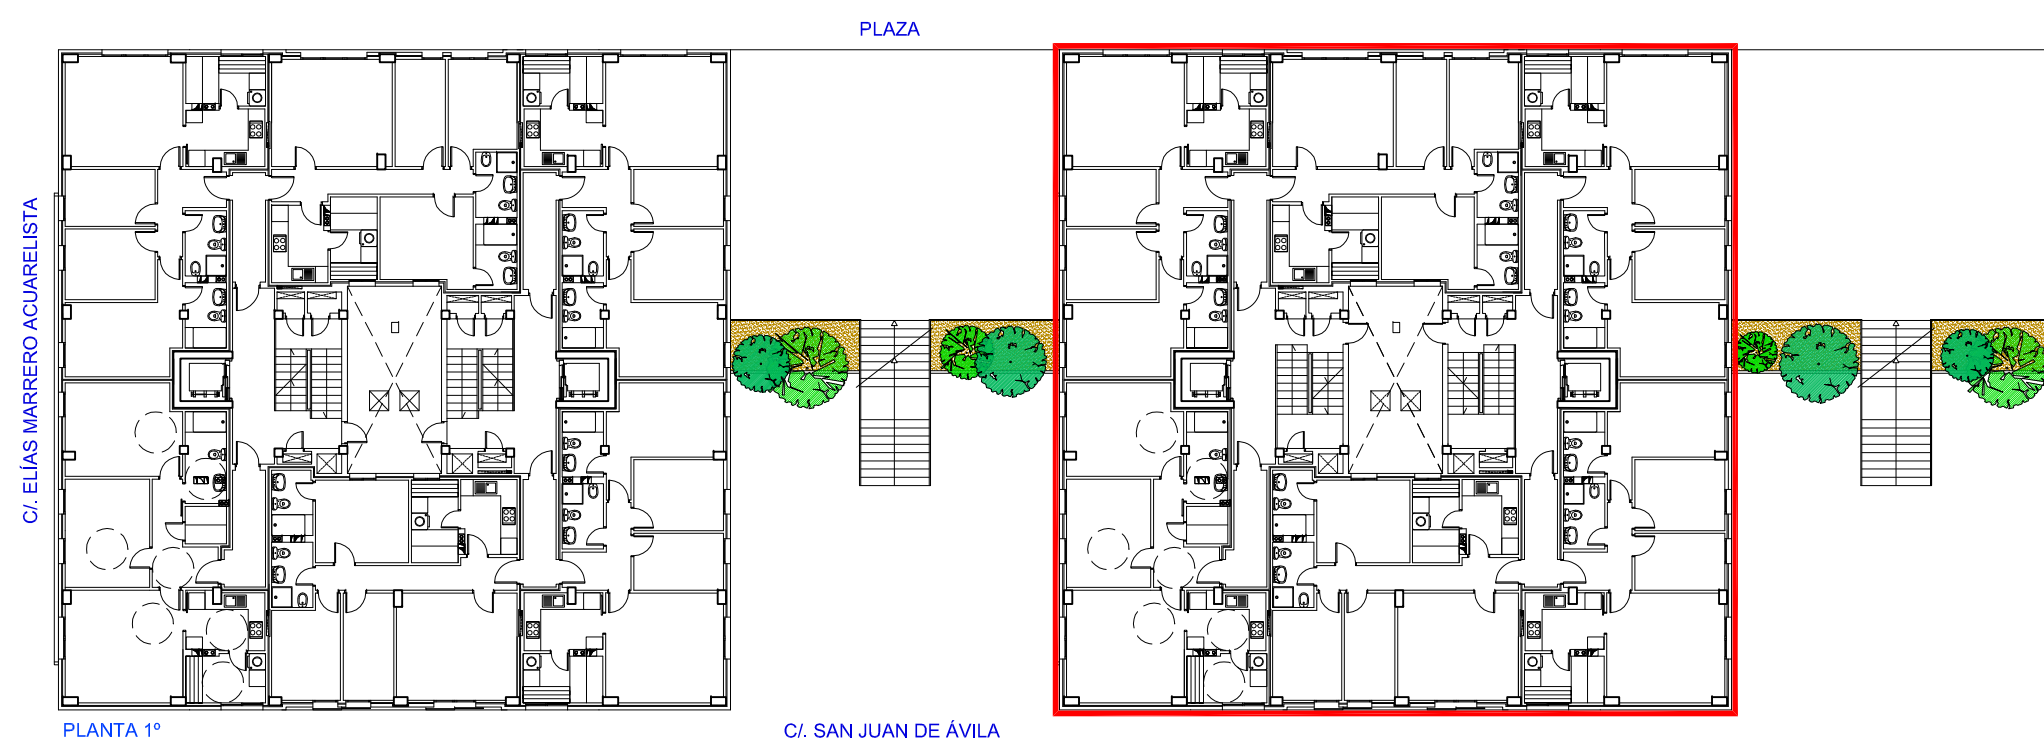 PLAZA
C/. ELÍAS MARRERO ACUARELISTA
PLANTA 1º
C/. SAN JUAN DE ÁVILA